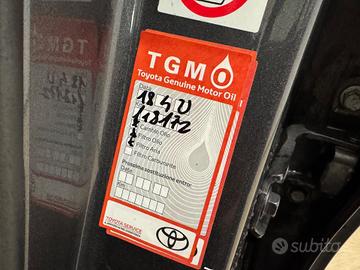 TGMO
Toyota Genuine Motor Oil
Data
Km
Cambio Olio
Filtro Olio
Filtro Aria
Filtro Carburante
Prossima sostituzione entro:
Data
Km
TOYOTA SERVICE
TOYOTA
subito